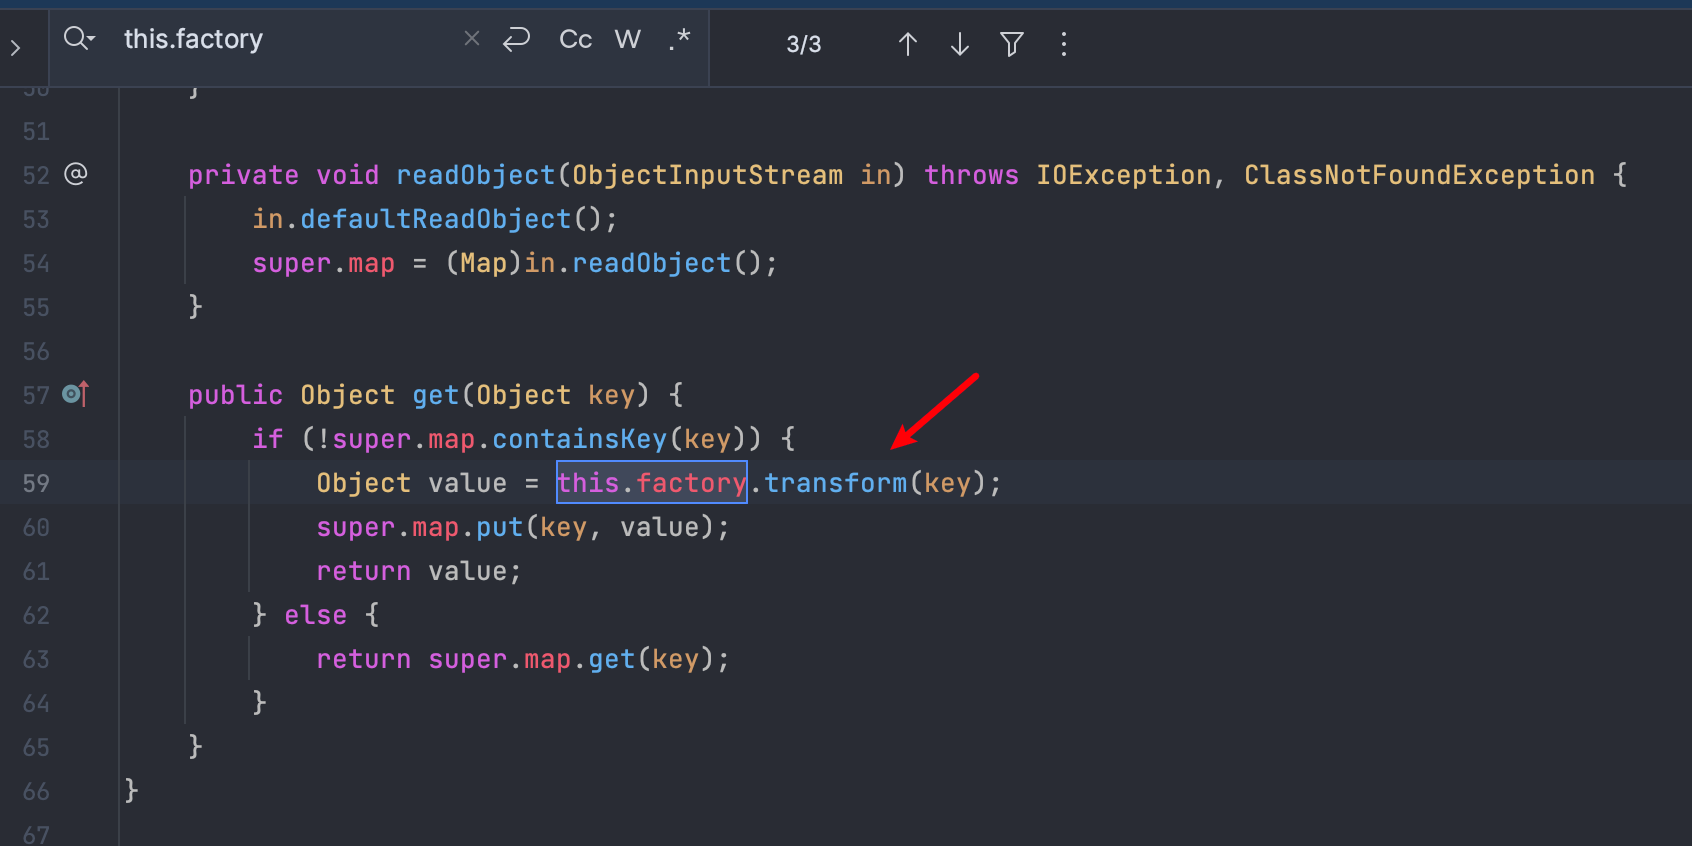 this.factory × Cc W .* 3/3
50 }
51
52 @ private void readObject(ObjectInputStream in) throws IOException, ClassNotFoundException {
53 in.defaultReadObject();
54 super.map = (Map)in.readObject();
55 }
56
57 public Object get(Object key) {
58 if (!super.map.containsKey(key)) {
59 Object value = this.factory.transform(key);
60 super.map.put(key, value);
61 return value;
62 } else {
63 return super.map.get(key);
64 }
65 }
66 }
67